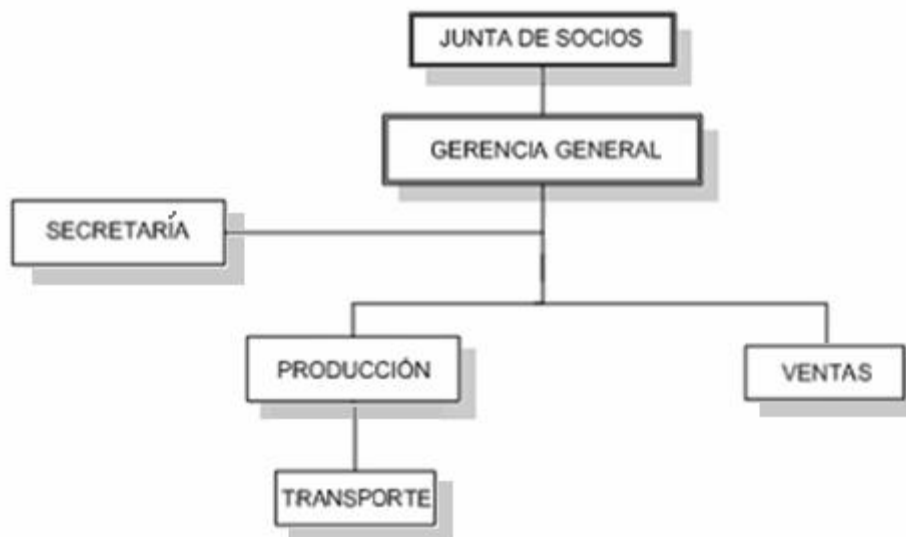 JUNTA DE SOCIOS
GERENCIA GENERAL
SECRETARÍA
PRODUCCIÓN
VENTAS
TRANSPORTE